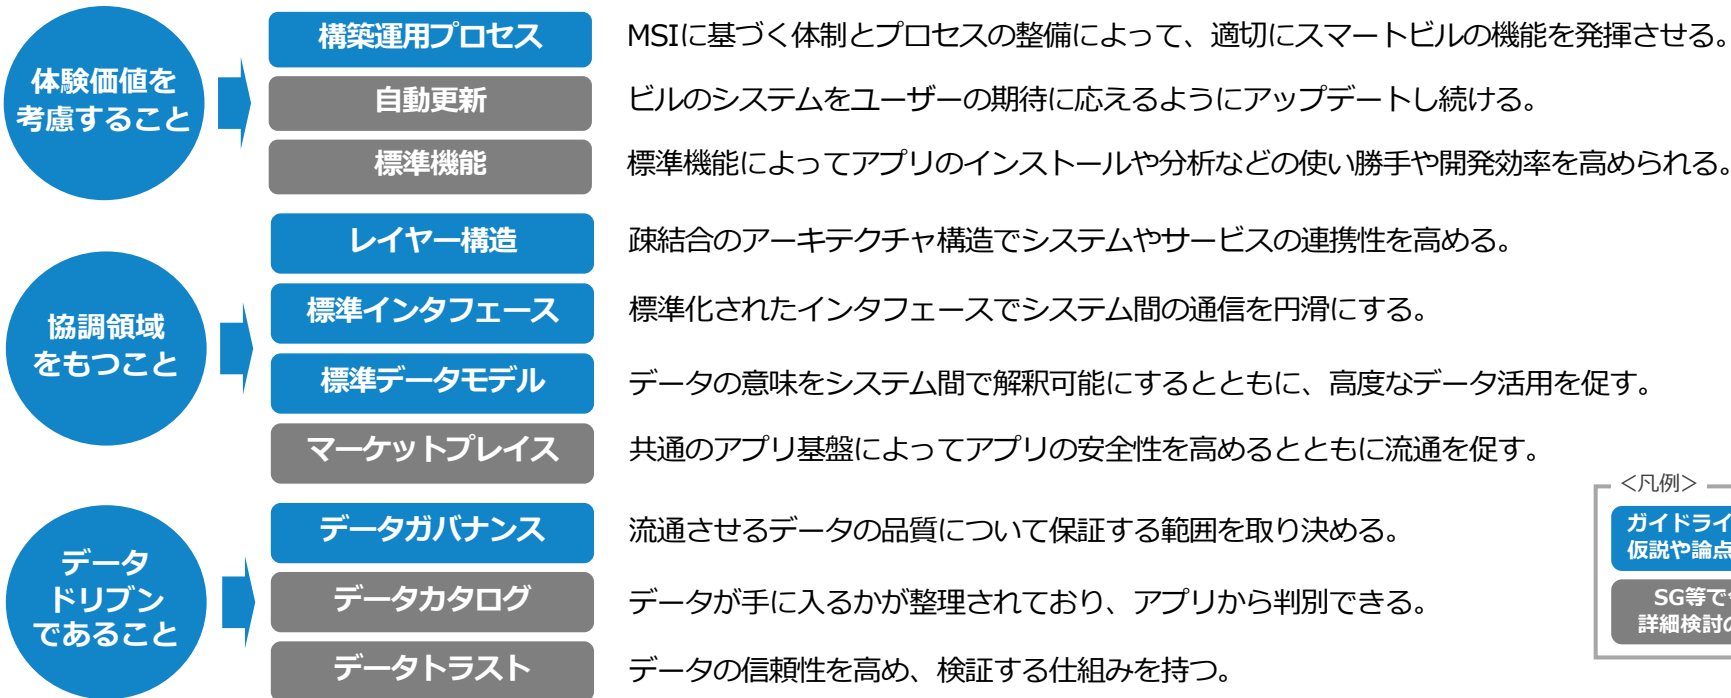 体験価値を
考慮すること
構築運用プロセス
MSIに基づく体制とプロセスの整備によって、適切にスマートビルの機能を発揮させる。
自動更新
ビルのシステムをユーザーの期待に応えるようにアップデートし続ける。
標準機能
標準機能によってアプリのインストールや分析などの使い勝手や開発効率を高められる。
協調領域
をもつこと
レイヤー構造
疎結合のアーキテクチャ構造でシステムやサービスの連携性を高める。
標準インタフェース
標準化されたインタフェースでシステム間の通信を円滑にする。
標準データモデル
データの意味をシステム間で解釈可能にするとともに、高度なデータ活用を促す。
マーケットプレイス
共通のアプリ基盤によってアプリの安全性を高めるとともに流通を促す。
データ
ドリブン
であること
データガバナンス
流通させるデータの品質について保証する範囲を取り決める。
データカタログ
データが手に入るかが整理されており、アプリから判別できる。
データトラスト
データの信頼性を高め、検証する仕組みを持つ。
<凡例>
ガイドライ
仮説や論点
SG等で
詳細検討の